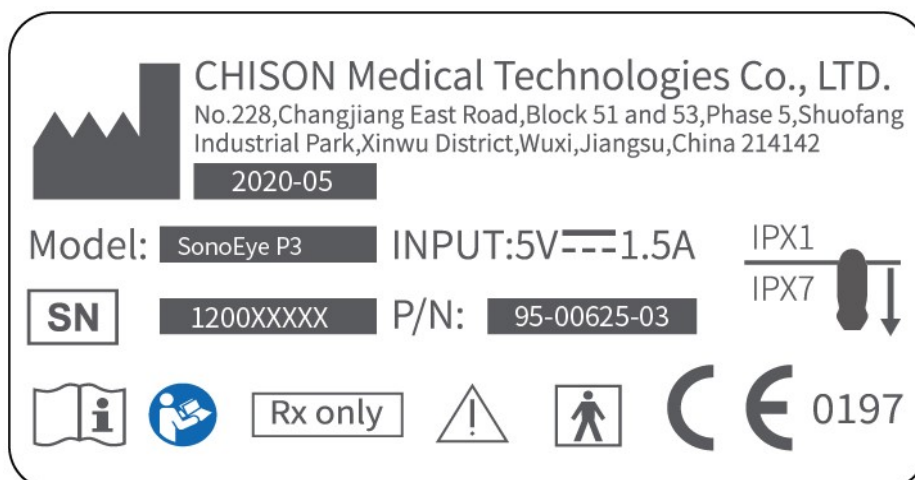 CHISON Medical Technologies Co., LTD.
No.228,Changjiang East Road,Block 51 and 53,Phase 5,Shuofang
Industrial Park,Xinwu District,Wuxi,Jiangsu,China 214142
2020-05
Model: SonoEye P3 INPUT:5V⎓1.5A
IPX1
IPX7
SN 1200XXXXX P/N: 95-00625-03
i Rx only ! CE 0197